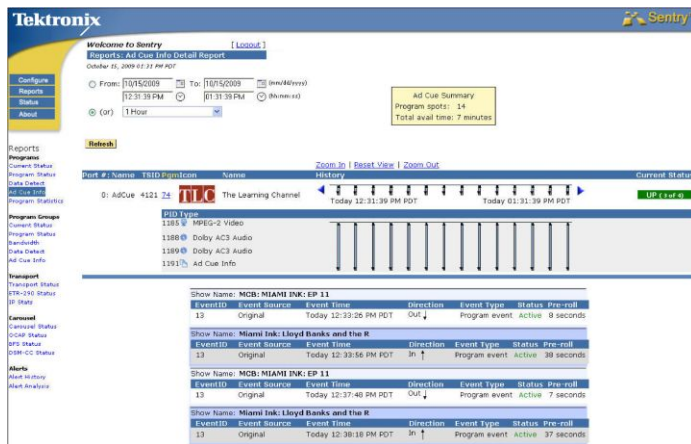 Tektronix
Sentry
Welcome to Sentry [ Logout ]
Reports: Ad Cue Info Detail Report
October 15, 2009 01:31 PM PDT
Configure
Reports
Status
About
From: 10/15/2009 To: 10/15/2009 (mm/dd/yyyy)
12:31:39 PM 01:31:39 PM (hh:mm:ss)
(or) 1 Hour
Ad Cue Summary
Program spots: 14
Total avail time: 7 minutes
Refresh
Reports
Programs
Current Status
Program Status
Data Detect
Ad Cue Info
Program Statistics
Program Groups
Current Status
Program Status
Bandwidth
Data Detect
Ad Cue Info
Transport
Transport Status
ETR-290 Status
IP Stats
Carousel
Carousel Status
OCAP Status
BFS Status
DSM-CC Status
Alerts
Alert History
Alert Analysis
Zoom In | Reset View | Zoom Out
Port #: Name TSID Pgm Icon Name History Current Status
0: AdCue 4121 74 TLC The Learning Channel Today 12:31:39 PM PDT Today 01:31:39 PM PDT UP ( 3 of 4)
PID Type
1185 MPEG-2 Video
1188 Dolby AC3 Audio
1189 Dolby AC3 Audio
1191 Ad Cue Info
Show Name: MCB: MIAMI INK: EP 11
EventID Event Source Event Time Direction Event Type Status Pre-roll
13 Original Today 12:33:26 PM PDT Out Program event Active 8 seconds
Show Name: Miami Ink: Lloyd Banks and the R
EventID Event Source Event Time Direction Event Type Status Pre-roll
13 Original Today 12:33:56 PM PDT In Program event Active 38 seconds
Show Name: MCB: MIAMI INK: EP 11
EventID Event Source Event Time Direction Event Type Status Pre-roll
13 Original Today 12:37:48 PM PDT Out Program event Active 7 seconds
Show Name: Miami Ink: Lloyd Banks and the R
EventID Event Source Event Time Direction Event Type Status Pre-roll
13 Original Today 12:38:18 PM PDT In Program event Active 37 seconds